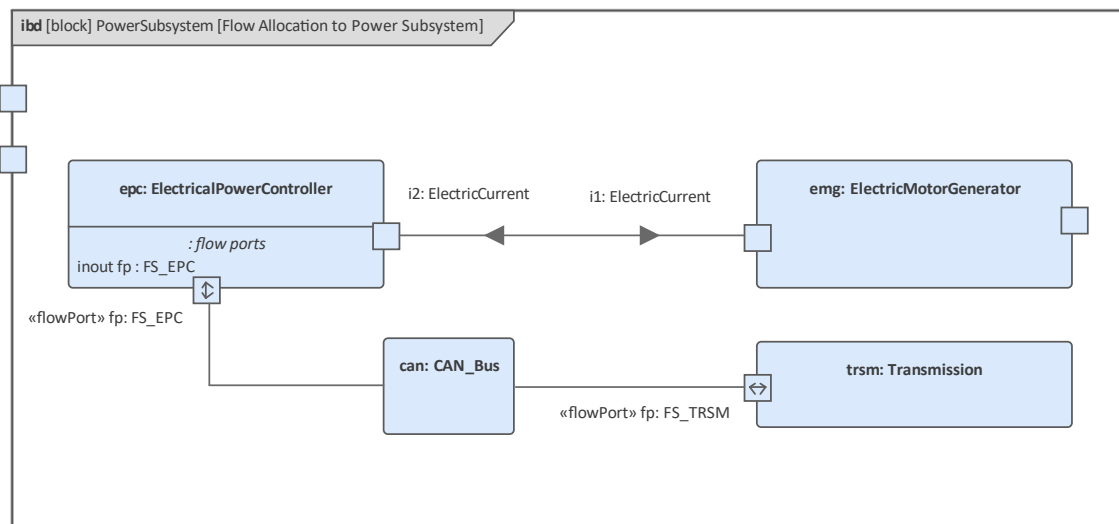 ibd [block] PowerSubsystem [Flow Allocation to Power Subsystem]
epc: ElectricalPowerController
: flow ports
inout fp : FS_EPC
«flowPort» fp: FS_EPC
i2: ElectricCurrent
i1: ElectricCurrent
emg: ElectricMotorGenerator
can: CAN_Bus
«flowPort» fp: FS_TRSM
trsm: Transmission